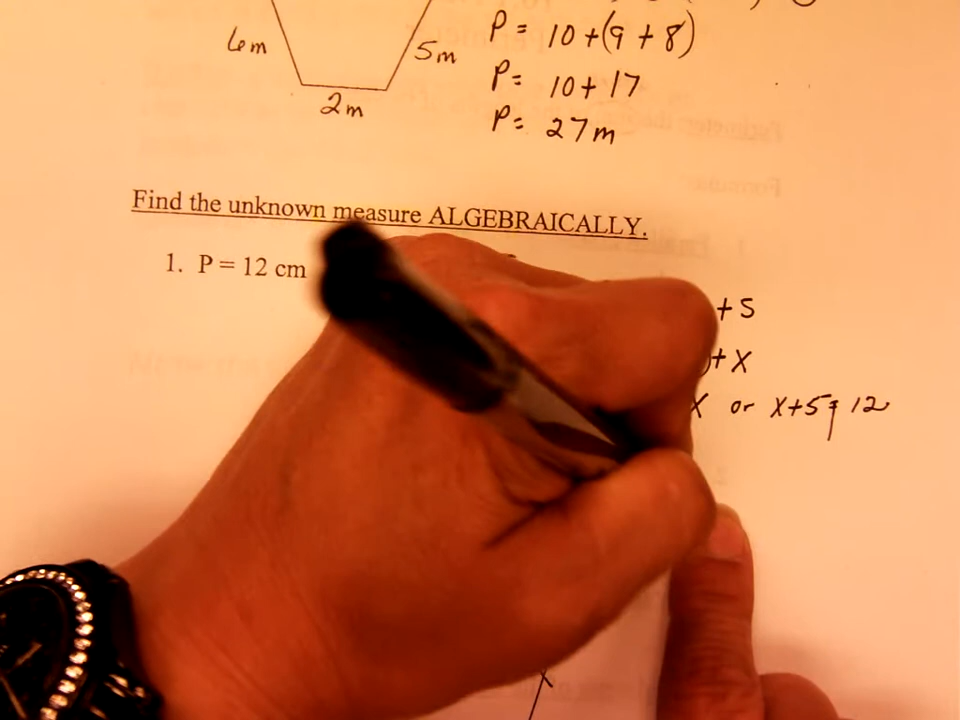 6m
5m
2m
P = 10 + (9 + 8)
P = 10 + 17
P = 27m
Find the unknown measure ALGEBRAICALLY.
1. P = 12 cm
+ 5
) + X
X or X + 5 = 12